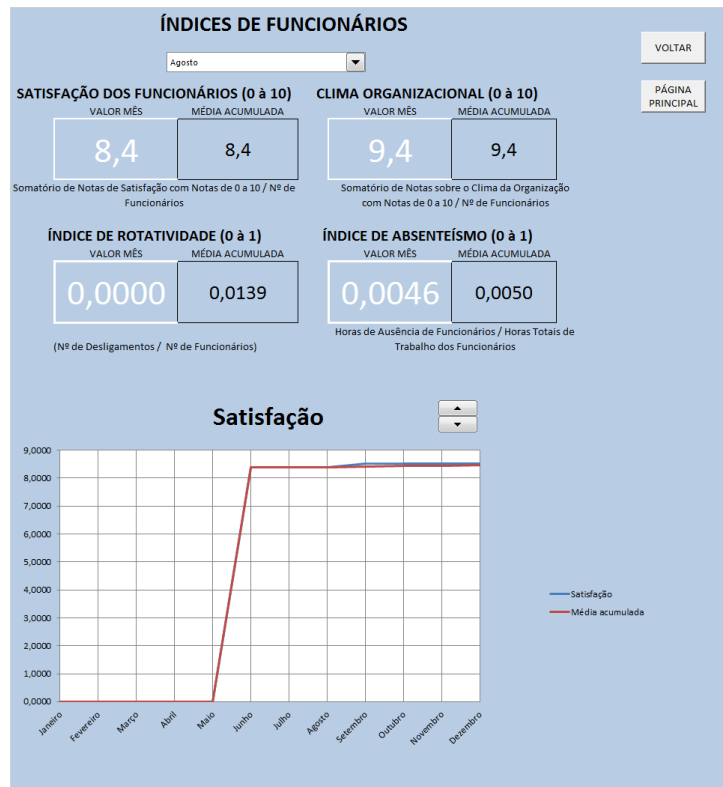 ÍNDICES DE FUNCIONÁRIOS
VOLTAR
Agosto
PÁGINA
PRINCIPAL
SATISFAÇÃO DOS FUNCIONÁRIOS (0 à 10)
VALOR MÊS
MÉDIA ACUMULADA
8,4
8,4
Somatório de Notas de Satisfação com Notas de 0 a 10 / Nº de
Funcionários
CLIMA ORGANIZACIONAL (0 à 10)
VALOR MÊS
MÉDIA ACUMULADA
9,4
9,4
Somatório de Notas sobre o Clima da Organização
com Notas de 0 a 10 / Nº de Funcionários
ÍNDICE DE ROTATIVIDADE (0 à 1)
VALOR MÊS
MÉDIA ACUMULADA
0,0000
0,0139
(Nº de Desligamentos / Nº de Funcionários)
ÍNDICE DE ABSENTEÍSMO (0 à 1)
VALOR MÊS
MÉDIA ACUMULADA
0,0046
0,0050
Horas de Ausência de Funcionários / Horas Totais de
Trabalho dos Funcionários
Satisfação
9,0000
8,0000
7,0000
6,0000
5,0000
4,0000
3,0000
2,0000
1,0000
0,0000
Janeiro
Fevereiro
Março
Abril
Maio
Junho
Julho
Agosto
Setembro
Outubro
Novembro
Dezembro
Satisfação
Média acumulada